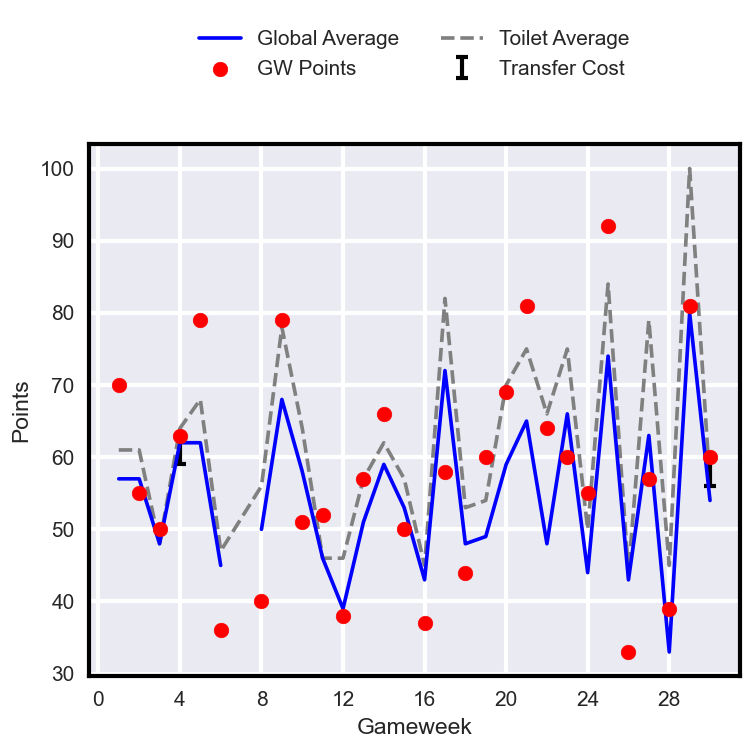 Global Average
Toilet Average
GW Points
Transfer Cost
100
90
80
70
60
50
40
30
Points
0 4 8 12 16 20 24 28
Gameweek